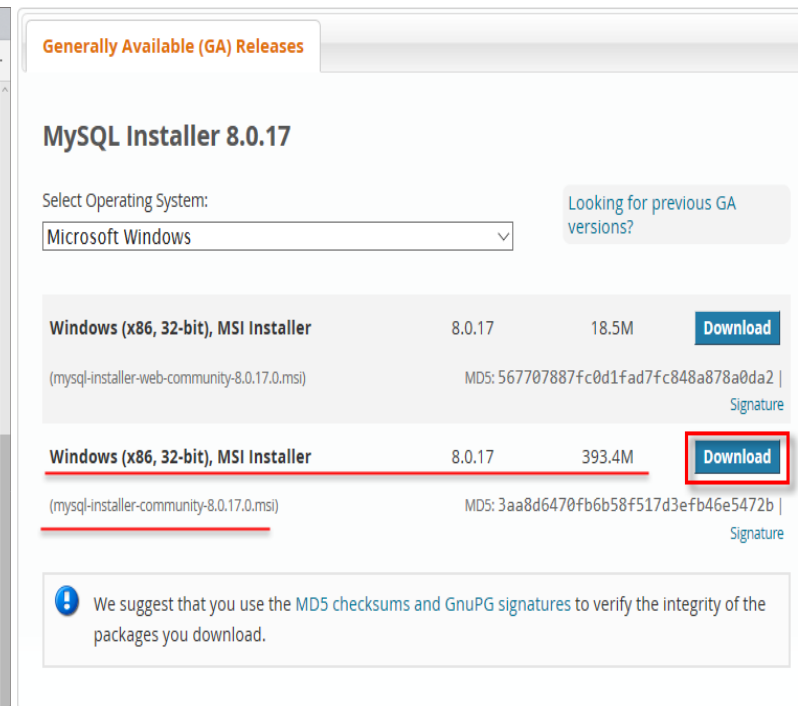 Generally Available (GA) Releases
MySQL Installer 8.0.17
Select Operating System:
Looking for previous GA
versions?
Microsoft Windows
Windows (x86, 32-bit), MSI Installer 8.0.17 18.5M Download
(mysql-installer-web-community-8.0.17.0.msi) MD5: 567707887fc0d1fad7fc848a878a0da2 |
Signature
Windows (x86, 32-bit), MSI Installer 8.0.17 393.4M Download
(mysql-installer-community-8.0.17.0.msi) MD5: 3aa8d6470fb6b58f517d3efb46e5472b |
Signature
We suggest that you use the MD5 checksums and GnuPG signatures to verify the integrity of the
packages you download.